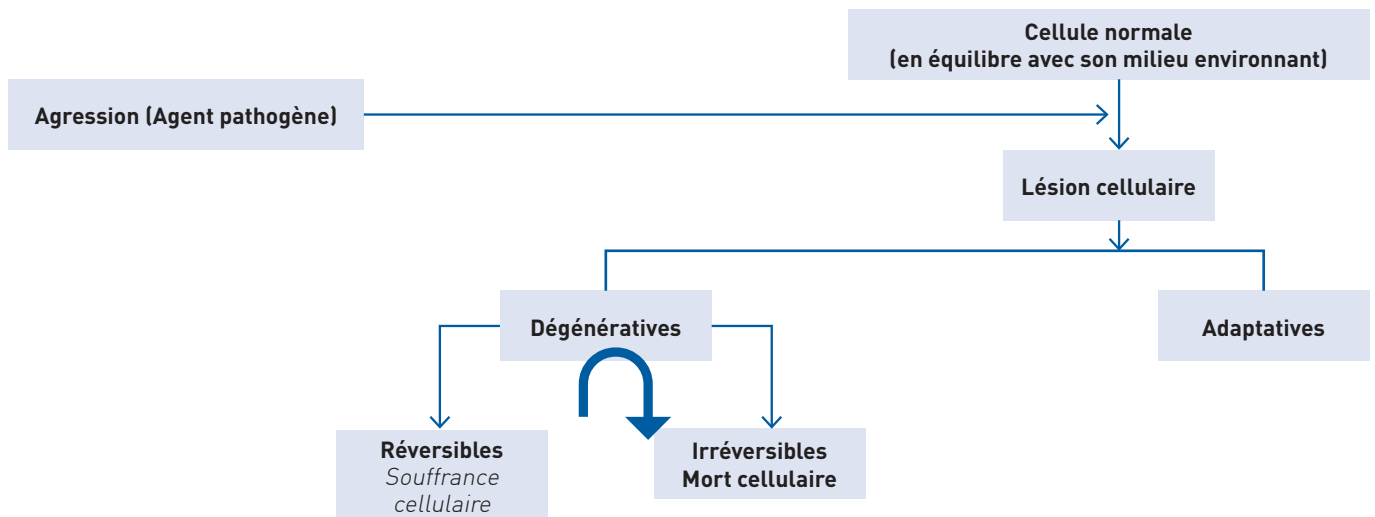 Cellule normale
(en équilibre avec son milieu environnant)
Agression (Agent pathogène)
Lésion cellulaire
Dégénératives
Adaptatives
Réversibles
Souffrance
cellulaire
Irréversibles
Mort cellulaire